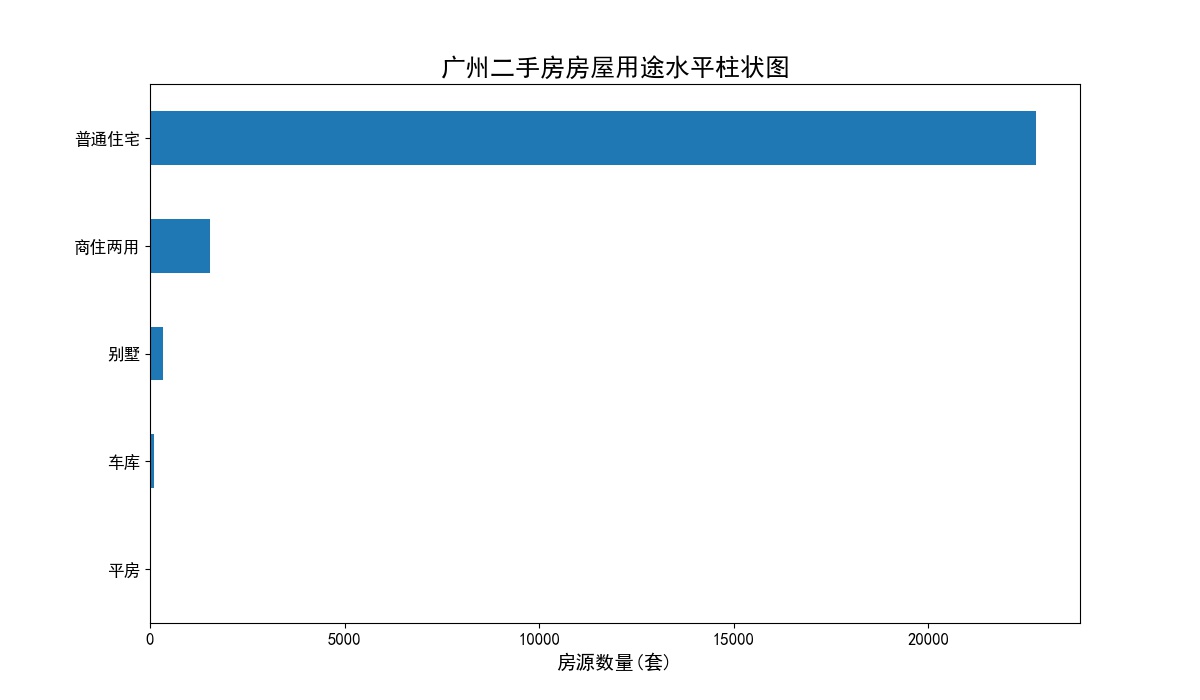 广州二手房房屋用途水平柱状图
普通住宅
商住两用
别墅
车库
平房
0 5000 10000 15000 20000
房源数量(套)